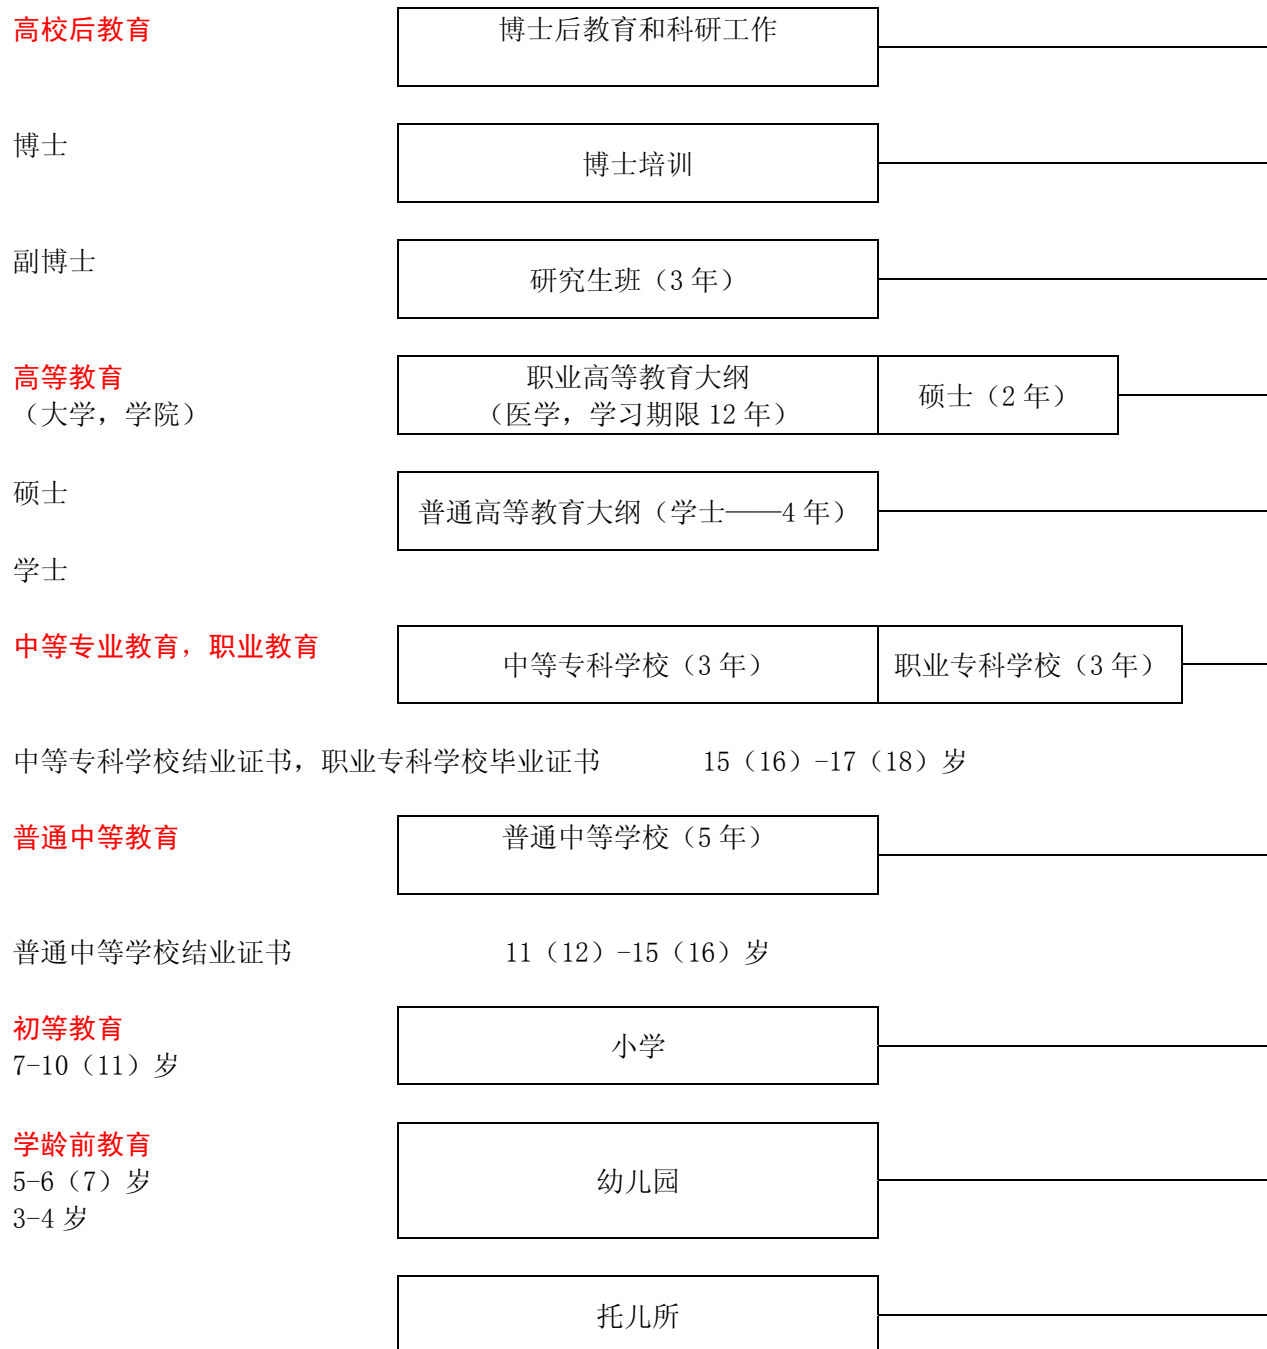 高校后教育
博士后教育和科研工作
博士
博士培训
副博士
研究生班（3 年）
高等教育
（大学，学院）
职业高等教育大纲
（医学，学习期限 12 年）
硕士（2 年）
硕士
普通高等教育大纲（学士——4 年）
学士
中等专业教育，职业教育
中等专科学校（3 年）
职业专科学校（3 年）
中等专科学校结业证书，职业专科学校毕业证书 15（16）-17（18）岁
普通中等教育
普通中等学校（5 年）
普通中等学校结业证书 11（12）-15（16）岁
初等教育
7-10（11）岁
小学
学龄前教育
5-6（7）岁
3-4 岁
幼儿园
托儿所